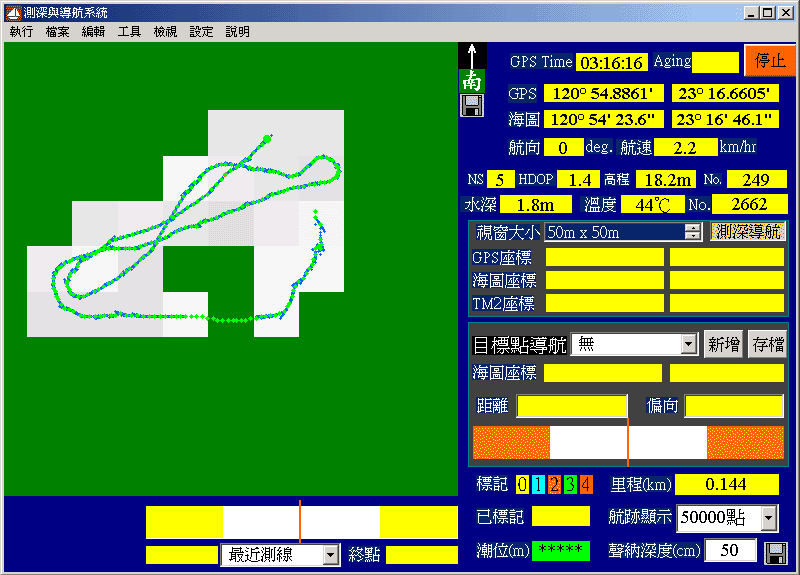 測深與導航系統
執行 檔案 編輯 工具 檢視 設定 說明
南
GPS Time 03:16:16 Aging 停止
GPS 120° 54.8861' 23° 16.6605'
海圖 120° 54' 23.6" 23° 16' 46.1"
航向 0 deg. 航速 2.2 km/hr
NS 5 HDOP 1.4 高程 18.2m No. 249
水深 1.8m 溫度 44℃ No. 2662
視窗大小 50m x 50m 測深導航
GPS座標
海圖座標
TM2座標
目標點導航 無 新增 存檔
海圖座標
距離 偏向
標記 0 1 2 3 4 里程(km) 0.144
已標記 航跡顯示 50000點
最近測線 終點 潮位(m) ***** 聲納深度(cm) 50